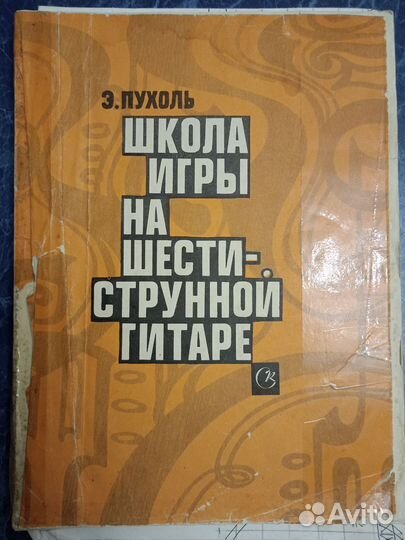 Э. ПУХОЛЬ
ШКОЛА
ИГРЫ
НА
ШЕСТИ-
СТРУННОЙ
ГИТАРЕ
СК
Avito